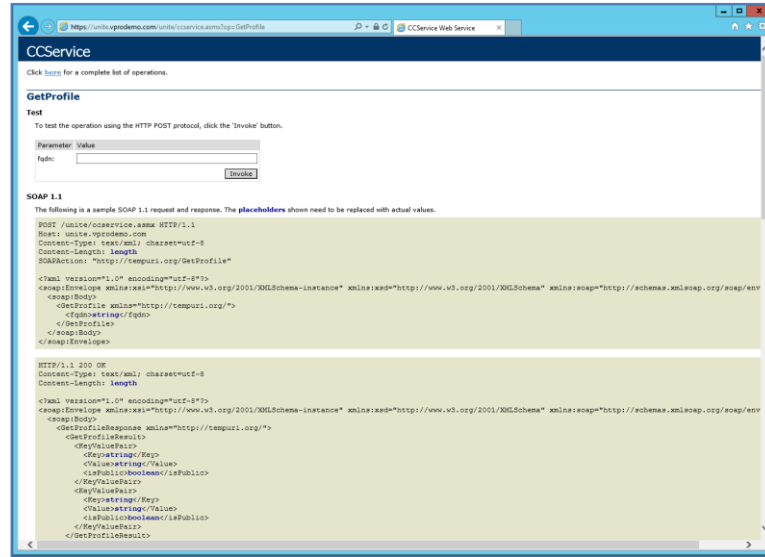 https://unite.vprodemo.com/unite/ccservice.asmx?op=GetProfile
CCService Web Service
CCService
Click here for a complete list of operations.
GetProfile
Test
To test the operation using the HTTP POST protocol, click the 'Invoke' button.
Parameter Value
fqdn:
Invoke
SOAP 1.1
The following is a sample SOAP 1.1 request and response. The placeholders shown need to be replaced with actual values.
POST /unite/ccservice.asmx HTTP/1.1
Host: unite.vprodemo.com
Content-Type: text/xml; charset=utf-8
Content-Length: length
SOAPAction: "http://tempuri.org/GetProfile"
<?xml version="1.0" encoding="utf-8"?>
<soap:Envelope xmlns:xsi="http://www.w3.org/2001/XMLSchema-instance" xmlns:xsd="http://www.w3.org/2001/XMLSchema" xmlns:soap="http://schemas.xmlsoap.org/soap/env
<soap:Body>
<GetProfile xmlns="http://tempuri.org/">
<fqdn>string</fqdn>
</GetProfile>
</soap:Body>
</soap:Envelope>
HTTP/1.1 200 OK
Content-Type: text/xml; charset=utf-8
Content-Length: length
<?xml version="1.0" encoding="utf-8"?>
<soap:Envelope xmlns:xsi="http://www.w3.org/2001/XMLSchema-instance" xmlns:xsd="http://www.w3.org/2001/XMLSchema" xmlns:soap="http://schemas.xmlsoap.org/soap/env
<soap:Body>
<GetProfileResponse xmlns="http://tempuri.org/">
<GetProfileResult>
<KeyValuePair>
<Key>string</Key>
<Value>string</Value>
<isPublic>boolean</isPublic>
</KeyValuePair>
<KeyValuePair>
<Key>string</Key>
<Value>string</Value>
<isPublic>boolean</isPublic>
</KeyValuePair>
</GetProfileResult>